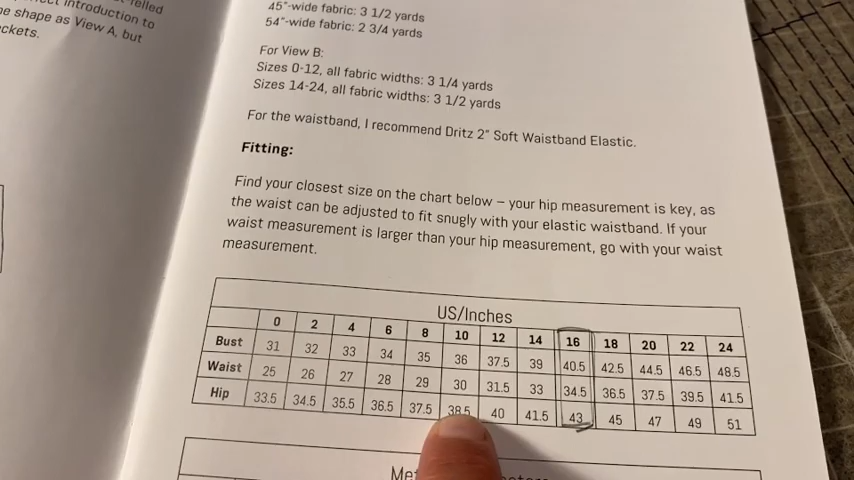 felled
ct introduction to
ne shape as View A, but
ckets.
45"-wide fabric: 3 1/2 yards
54"-wide fabric: 2 3/4 yards
For View B:
Sizes 0-12, all fabric widths: 3 1/4 yards
Sizes 14-24, all fabric widths: 3 1/2 yards
For the waistband, I recommend Dritz 2" Soft Waistband Elastic.
Fitting:
Find your closest size on the chart below – your hip measurement is key, as
the waist can be adjusted to fit snugly with your elastic waistband. If your
waist measurement is larger than your hip measurement, go with your waist
measurement.
US/Inches
0 2 4 6 8 10 12 14 16 18 20 22 24
Bust 31 32 33 34 35 36 37.5 39 40.5 42.5 44.5 46.5 48.5
Waist 25 26 27 28 29 30 31.5 33 34.5 36.5 37.5 39.5 41.5
Hip 33.5 34.5 35.5 36.5 37.5 38.5 40 41.5 43 45 47 49 51